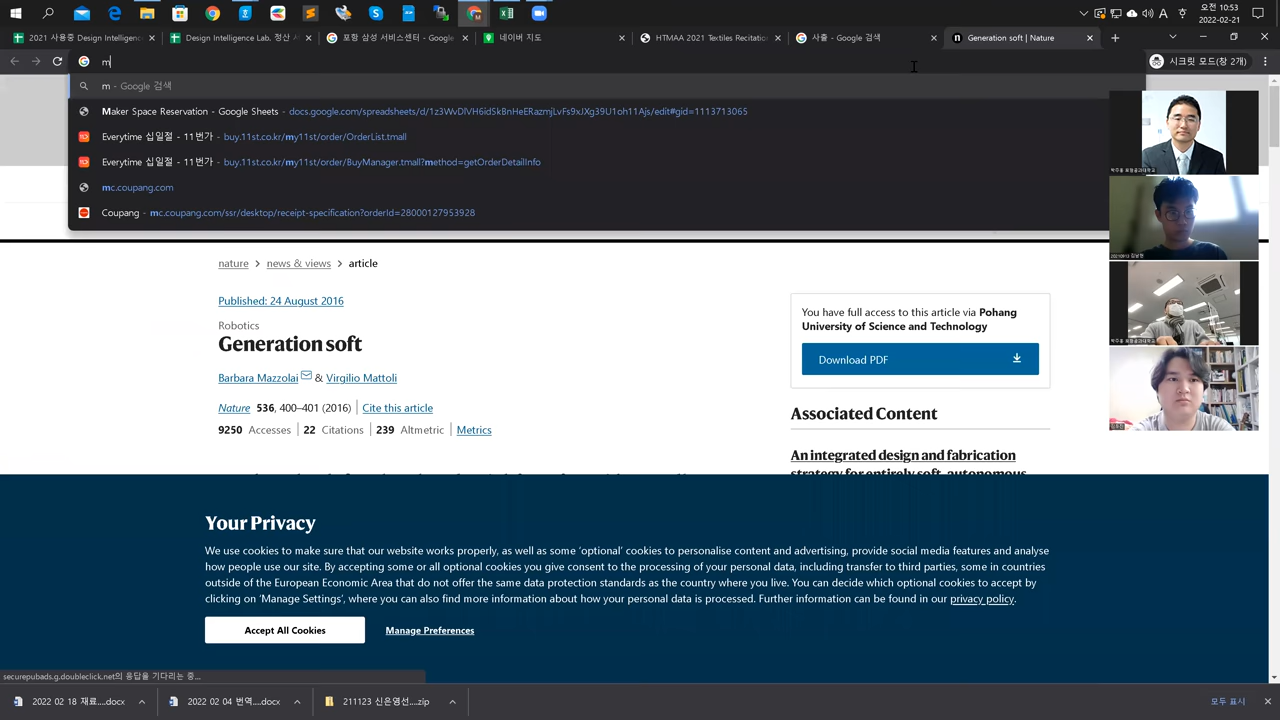 오전 10:53
2022-02-21
2021 사용중 Design Intelligenc
Design Intelligence Lab. 정산 서
포항 삼성 서비스센터 - Google
네이버 지도
HTMAA 2021 Textiles Recitation
사출 - Google 검색
Generation soft | Nature
m
시크릿 모드(창 2개)
m - Google 검색
Maker Space Reservation - Google Sheets - docs.google.com/spreadsheets/d/1z3WvDlVH6idSkBnHeERazmjLvFs9xJXg39U1oh11Ajs/edit#gid=1113713065
Everytime 십일절 - 11번가 - buy.11st.co.kr/my11st/order/OrderList.tmall
Everytime 십일절 - 11번가 - buy.11st.co.kr/my11st/order/BuyManager.tmall?method=getOrderDetailInfo
mc.coupang.com
Coupang - mc.coupang.com/ssr/desktop/receipt-specification?orderId=28000127953928
nature > news & views > article
Published: 24 August 2016
Robotics
Generation soft
Barbara Mazzolai & Virgilio Mattoli
Nature 536, 400–401 (2016) | Cite this article
9250 Accesses | 22 Citations | 239 Altmetric | Metrics
You have full access to this article via Pohang
University of Science and Technology
Download PDF
Associated Content
An integrated design and fabrication
strategy for entirely soft, autonomous
Your Privacy
We use cookies to make sure that our website works properly, as well as some ‘optional’ cookies to personalise content and advertising, provide social media features and analyse
how people use our site. By accepting some or all optional cookies you give consent to the processing of your personal data, including transfer to third parties, some in countries
outside of the European Economic Area that do not offer the same data protection standards as the country where you live. You can decide which optional cookies to accept by
clicking on ‘Manage Settings’, where you can also find more information about how your personal data is processed. Further information can be found in our privacy policy.
Accept All Cookies
Manage Preferences
securepubads.g.doubleclick.net의 응답을 기다리는 중...
2022 02 18 재료....docx
2022 02 04 번역....docx
211123 신은영선....zip
모두 표시